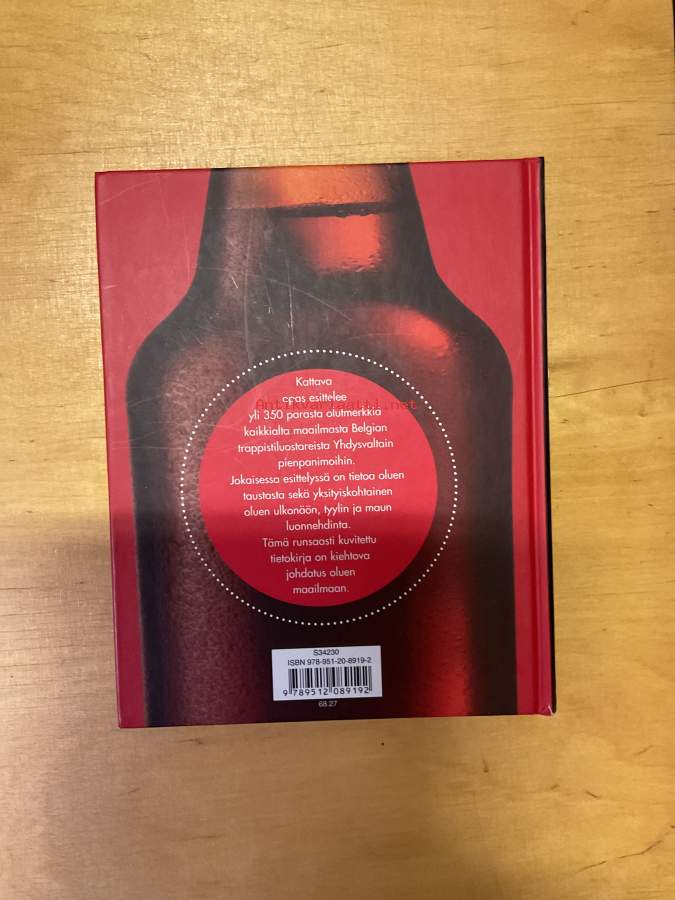 Kattava
opas esittelee
Antikvariaatti.net
yli 350 parasta olutmerkkiä
kaikkialta maailmasta Belgian
trappistiluostareista Yhdysvaltain
pienpanimoihin.
Jokaisessa esittelyssä on tietoa oluen
taustasta sekä yksityiskohtainen
oluen ulkonäön, tyylin ja maun
luonnehdinta.
Tämä runsaasti kuvitettu
tietokirja on kiehtova
johdatus oluen
maailmaan.
S34230
ISBN 978-951-20-8919-2
9 789512 089192
68.27